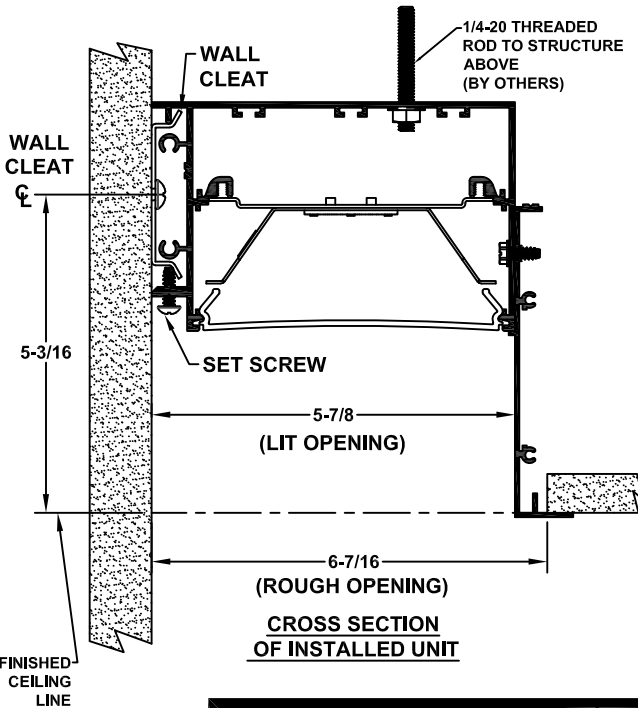 1/4-20 THREADED
ROD TO STRUCTURE
ABOVE
(BY OTHERS)
WALL
CLEAT
WALL
CLEAT
℄
5-3/16
SET SCREW
5-7/8
(LIT OPENING)
6-7/16
(ROUGH OPENING)
CROSS SECTION
OF INSTALLED UNIT
FINISHED
CEILING
LINE